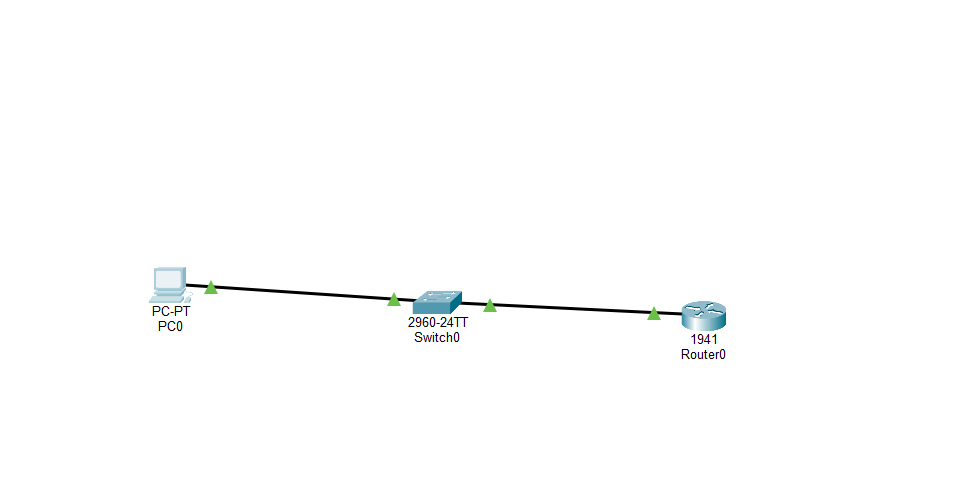 PC-PT
PC0
2960-24TT
Switch0
1941
Router0